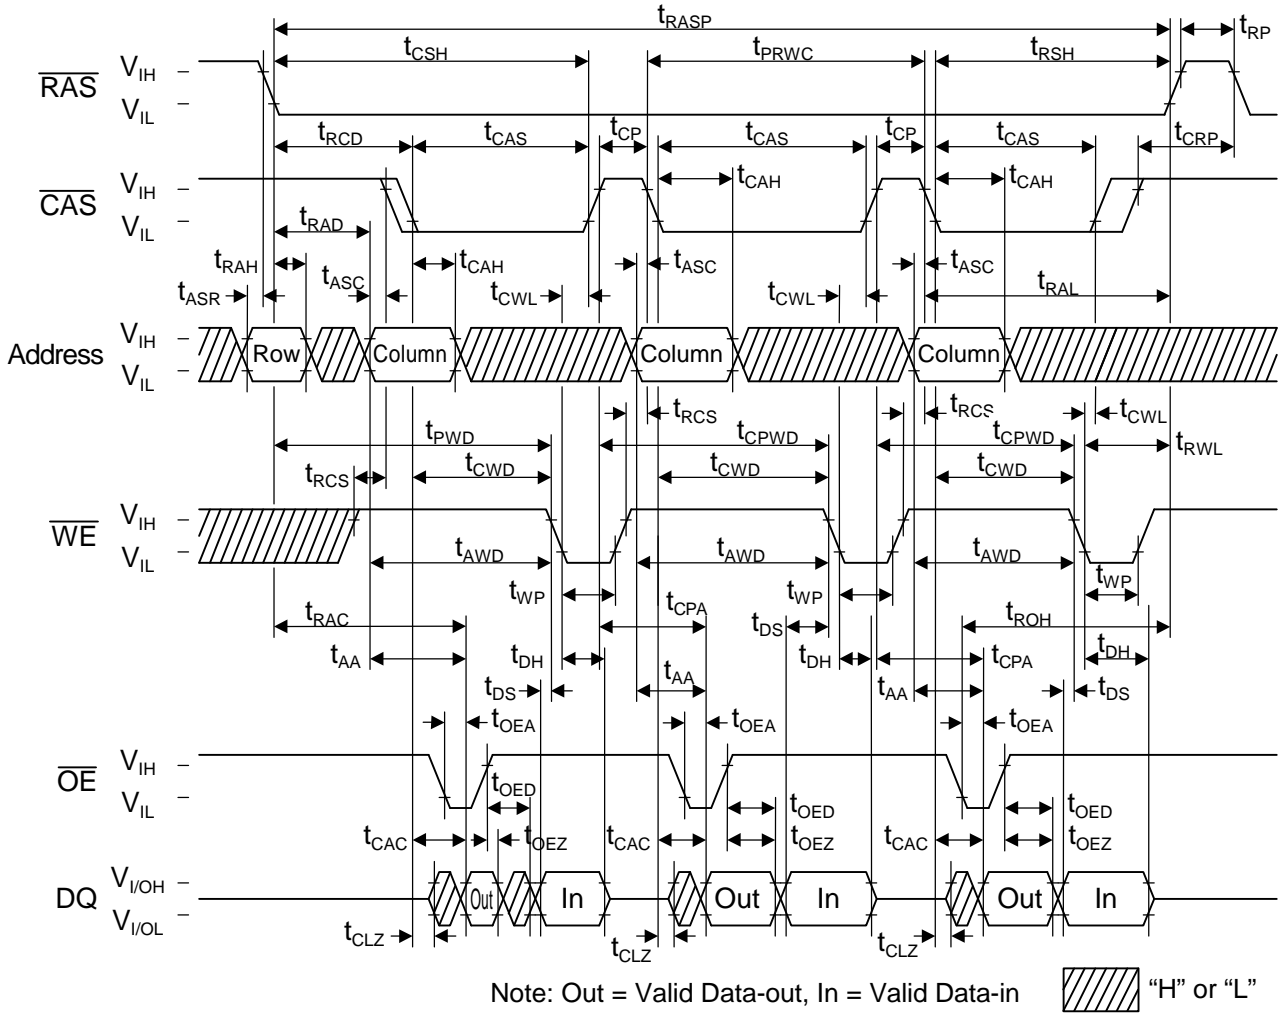 tRASP
tRP
tCSH
tPRWC
tRSH
RAS
VIH
VIL
tRCD
tCAS
tCP
tCAS
tCP
tCAS
tCRP
CAS
VIH
VIL
tCAH
tCAH
tRAD
tRAH
tASC
tCAH
tASC
tASC
tASR
tCWL
tCWL
tRAL
Address
VIH
VIL
Row
Column
Column
Column
tRCS
tRCS
tCWL
tPWD
tCPWD
tCPWD
tRWL
tRCS
tCWD
tCWD
tCWD
WE
VIH
VIL
tAWD
tAWD
tAWD
tWP
tWP
tWP
tRAC
tCPA
tDS
tROH
tAA
tDH
tDH
tCPA
tDH
tDS
tAA
tAA
tDS
tOEA
tOEA
tOEA
OE
VIH
VIL
tOED
tOED
tOED
tCAC
tOEZ
tCAC
tOEZ
tCAC
tOEZ
DQ
VI/OH
VI/OL
Out
In
Out
In
Out
In
tCLZ
tCLZ
tCLZ
Note: Out = Valid Data-out, In = Valid Data-in
“H” or “L”